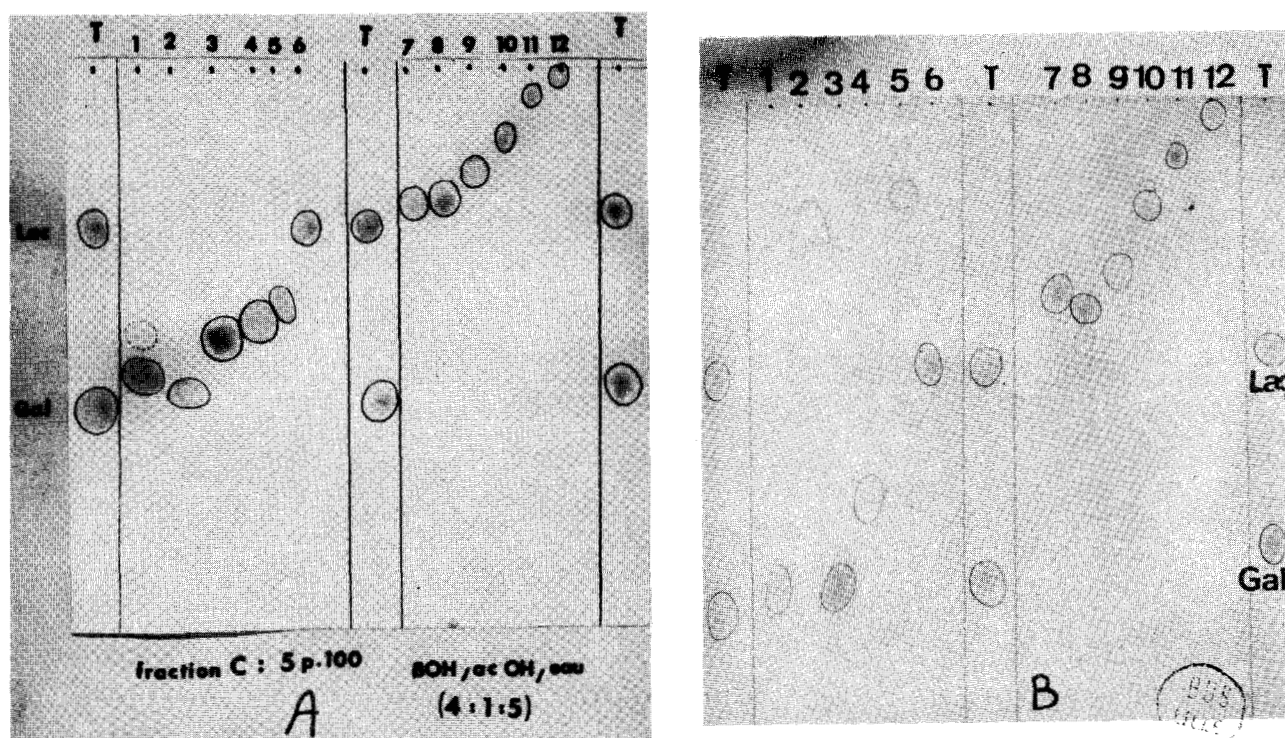 T 1 2 3 4 5 6 T 7 8 9 10 11 12 T
Lac
Gal
fraction C : 5 p.100 BOH, ac OH, eau
(4:1:5)
A
T 1 2 3 4 5 6 T 7 8 9 10 11 12 T
Lac
Gal
B
BUS
LILLE